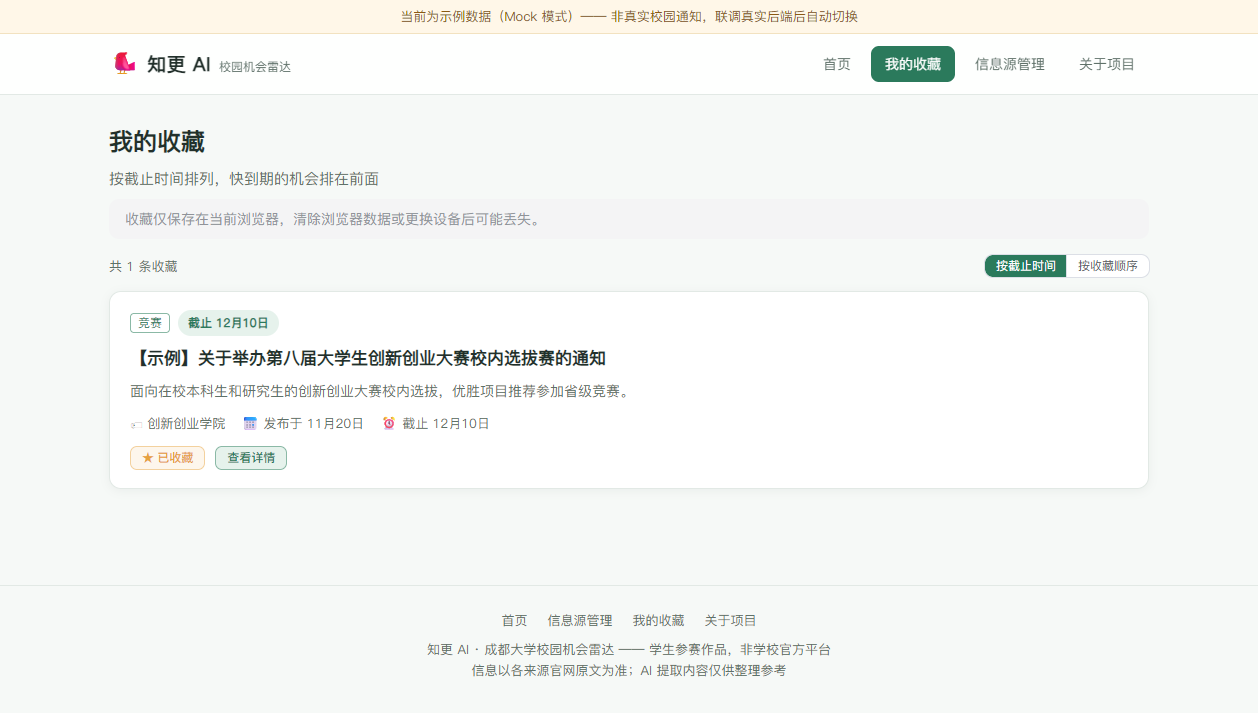 当前为示例数据（Mock 模式）—— 非真实校园通知，联调真实后端后自动切换
知更 AI 校园机会雷达 首页 我的收藏 信息源管理 关于项目
我的收藏
按截止时间排列，快到期的机会排在前面
收藏仅保存在当前浏览器，清除浏览器数据或更换设备后可能丢失。
共 1 条收藏 按截止时间 按收藏顺序
竞赛 截止 12月10日
【示例】关于举办第八届大学生创新创业大赛校内选拔赛的通知
面向在校本科生和研究生的创新创业大赛校内选拔，优胜项目推荐参加省级竞赛。
创新创业学院 发布于 11月20日 截止 12月10日
★ 已收藏 查看详情
首页 信息源管理 我的收藏 关于项目
知更 AI · 成都大学校园机会雷达 —— 学生参赛作品，非学校官方平台
信息以各来源官网原文为准；AI 提取内容仅供整理参考